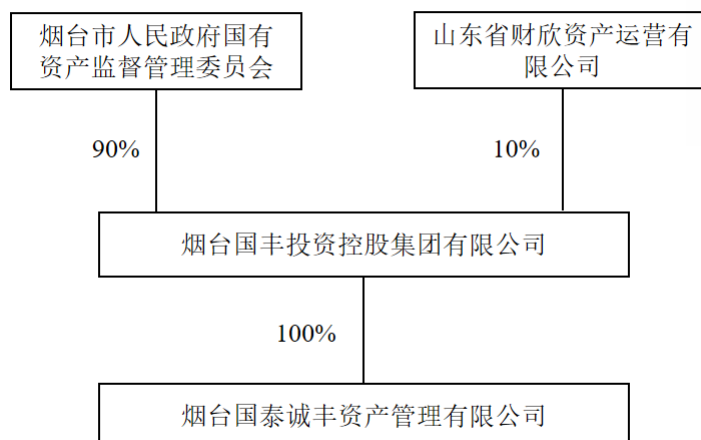 烟台市人民政府国有
资产监督管理委员会
山东省财欣资产运营有
限公司
90%
10%
烟台国丰投资控股集团有限公司
100%
烟台国泰诚丰资产管理有限公司